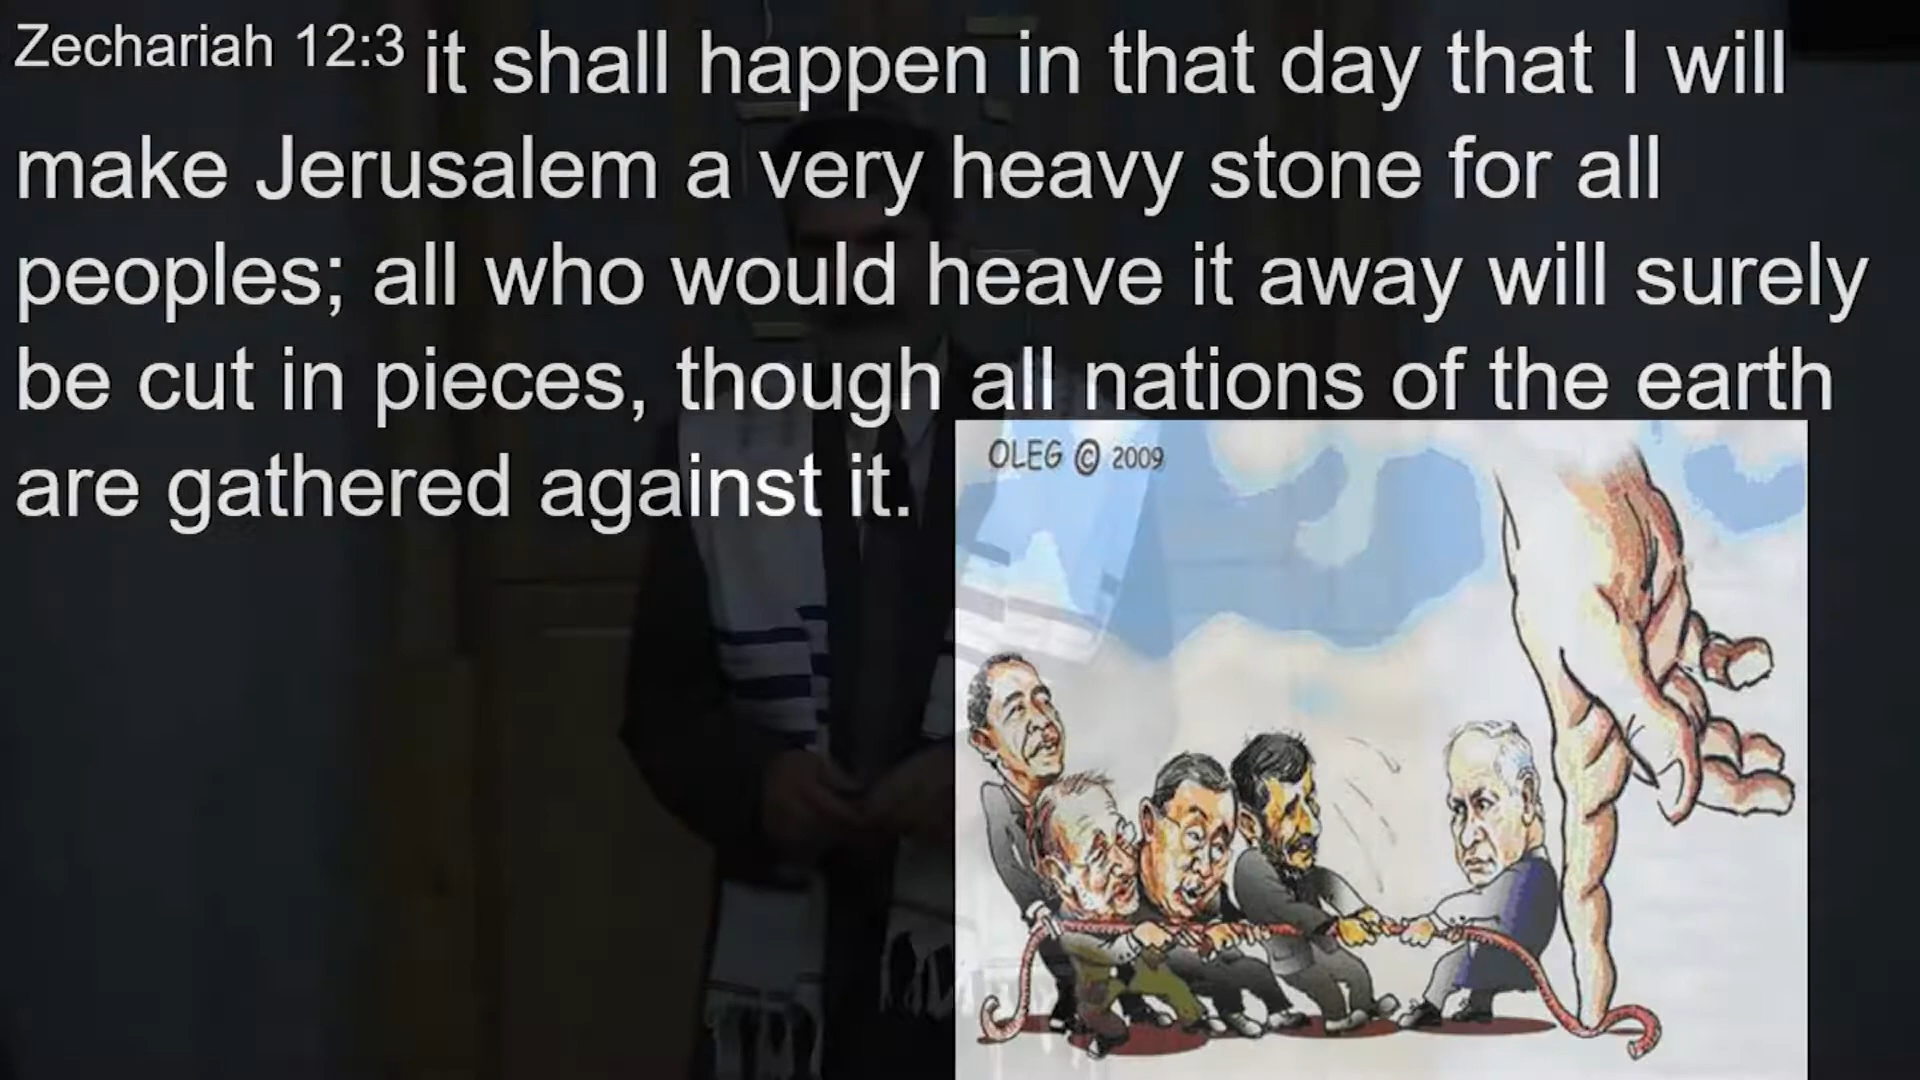 Zechariah 12:3 it shall happen in that day that I will
make Jerusalem a very heavy stone for all
peoples; all who would heave it away will surely
be cut in pieces, though all nations of the earth
are gathered against it.
OLEG © 2009